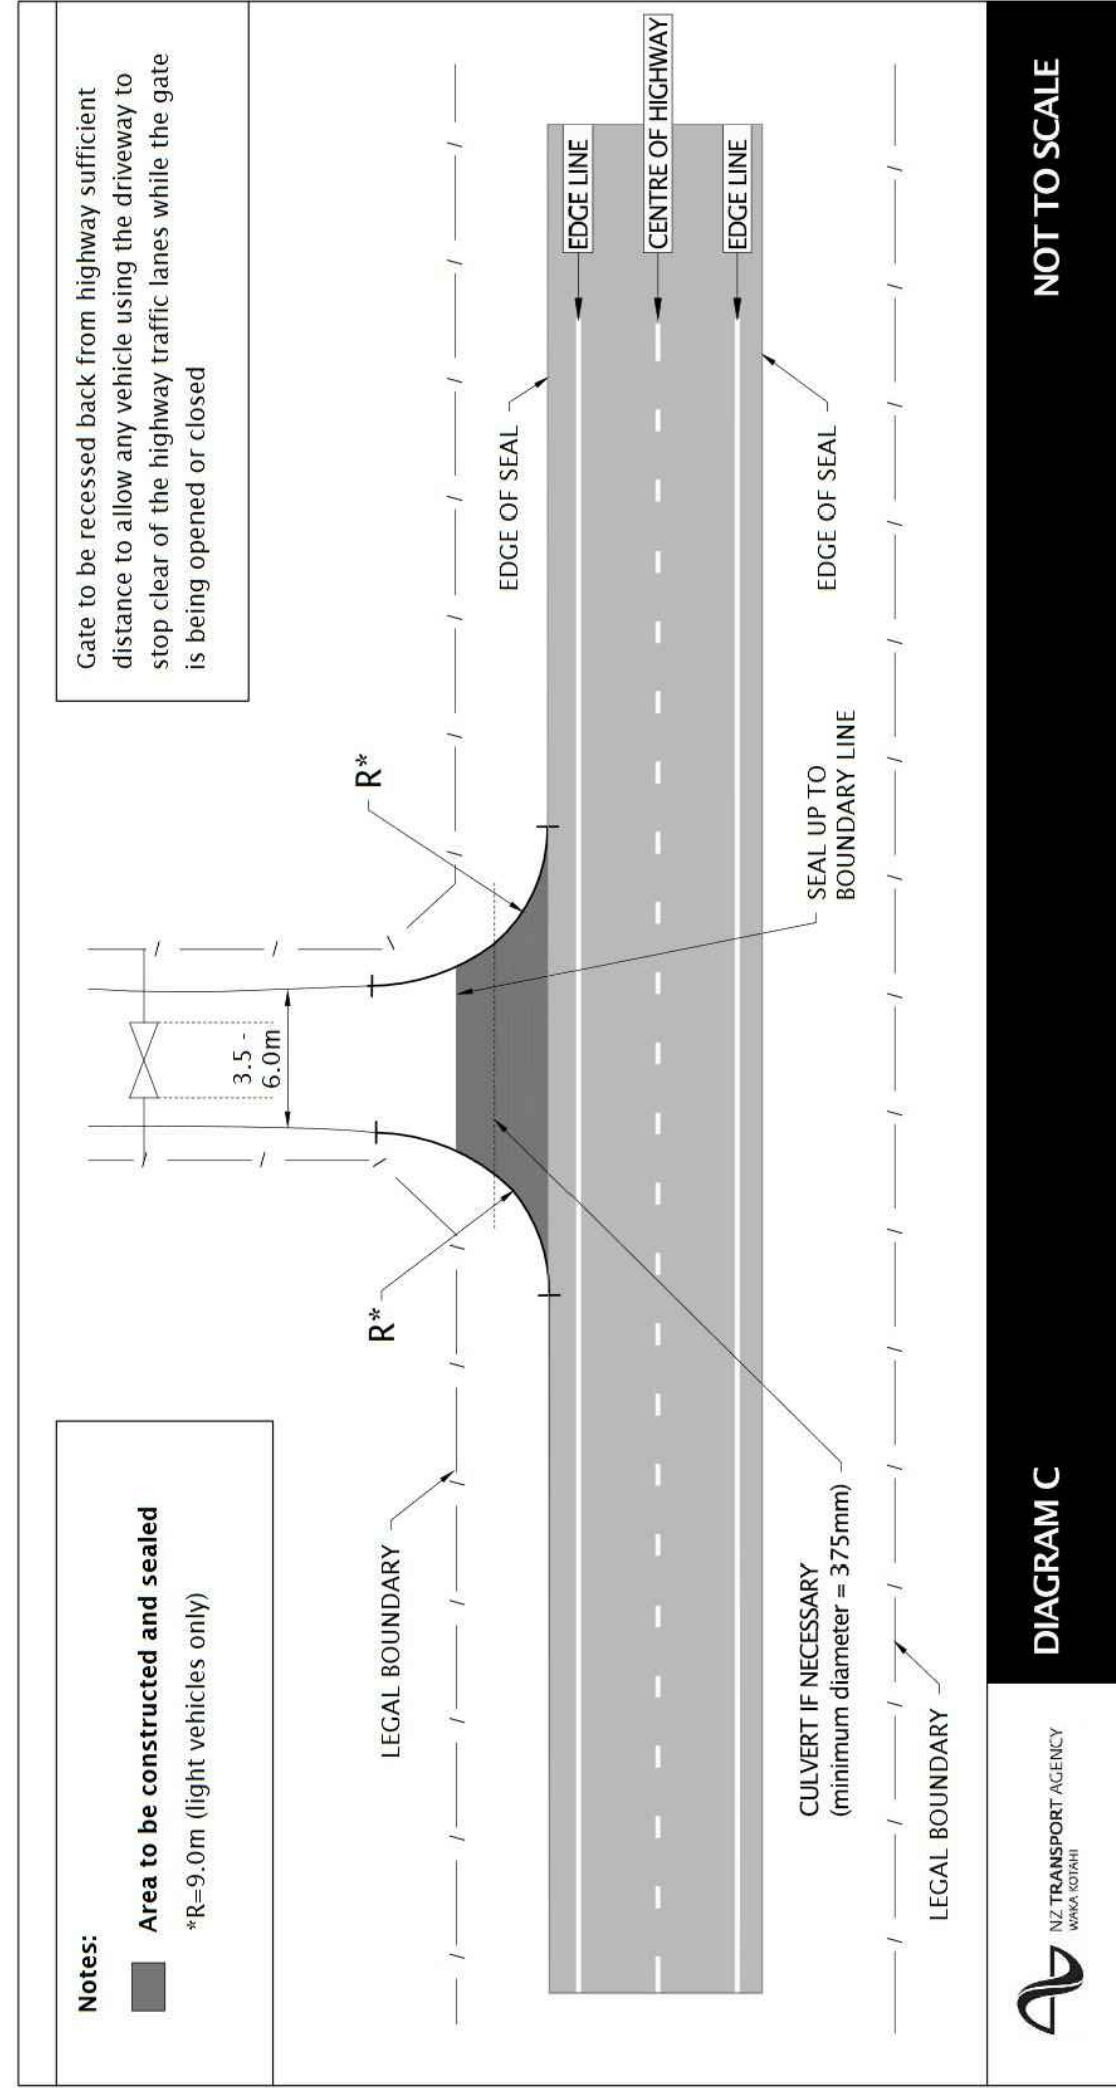 Notes:
Area to be constructed and sealed
*R=9.0m (light vehicles only)
Gate to be recessed back from highway sufficient
distance to allow any vehicle using the driveway to
stop clear of the highway traffic lanes while the gate
is being opened or closed
3.5 -
6.0m
R*
R*
LEGAL BOUNDARY
EDGE OF SEAL
EDGE LINE
CENTRE OF HIGHWAY
EDGE LINE
CULVERT IF NECESSARY
(minimum diameter = 375mm)
SEAL UP TO
BOUNDARY LINE
EDGE OF SEAL
LEGAL BOUNDARY
NZ TRANSPORT AGENCY
WAKA KOTAHI
DIAGRAM C
NOT TO SCALE